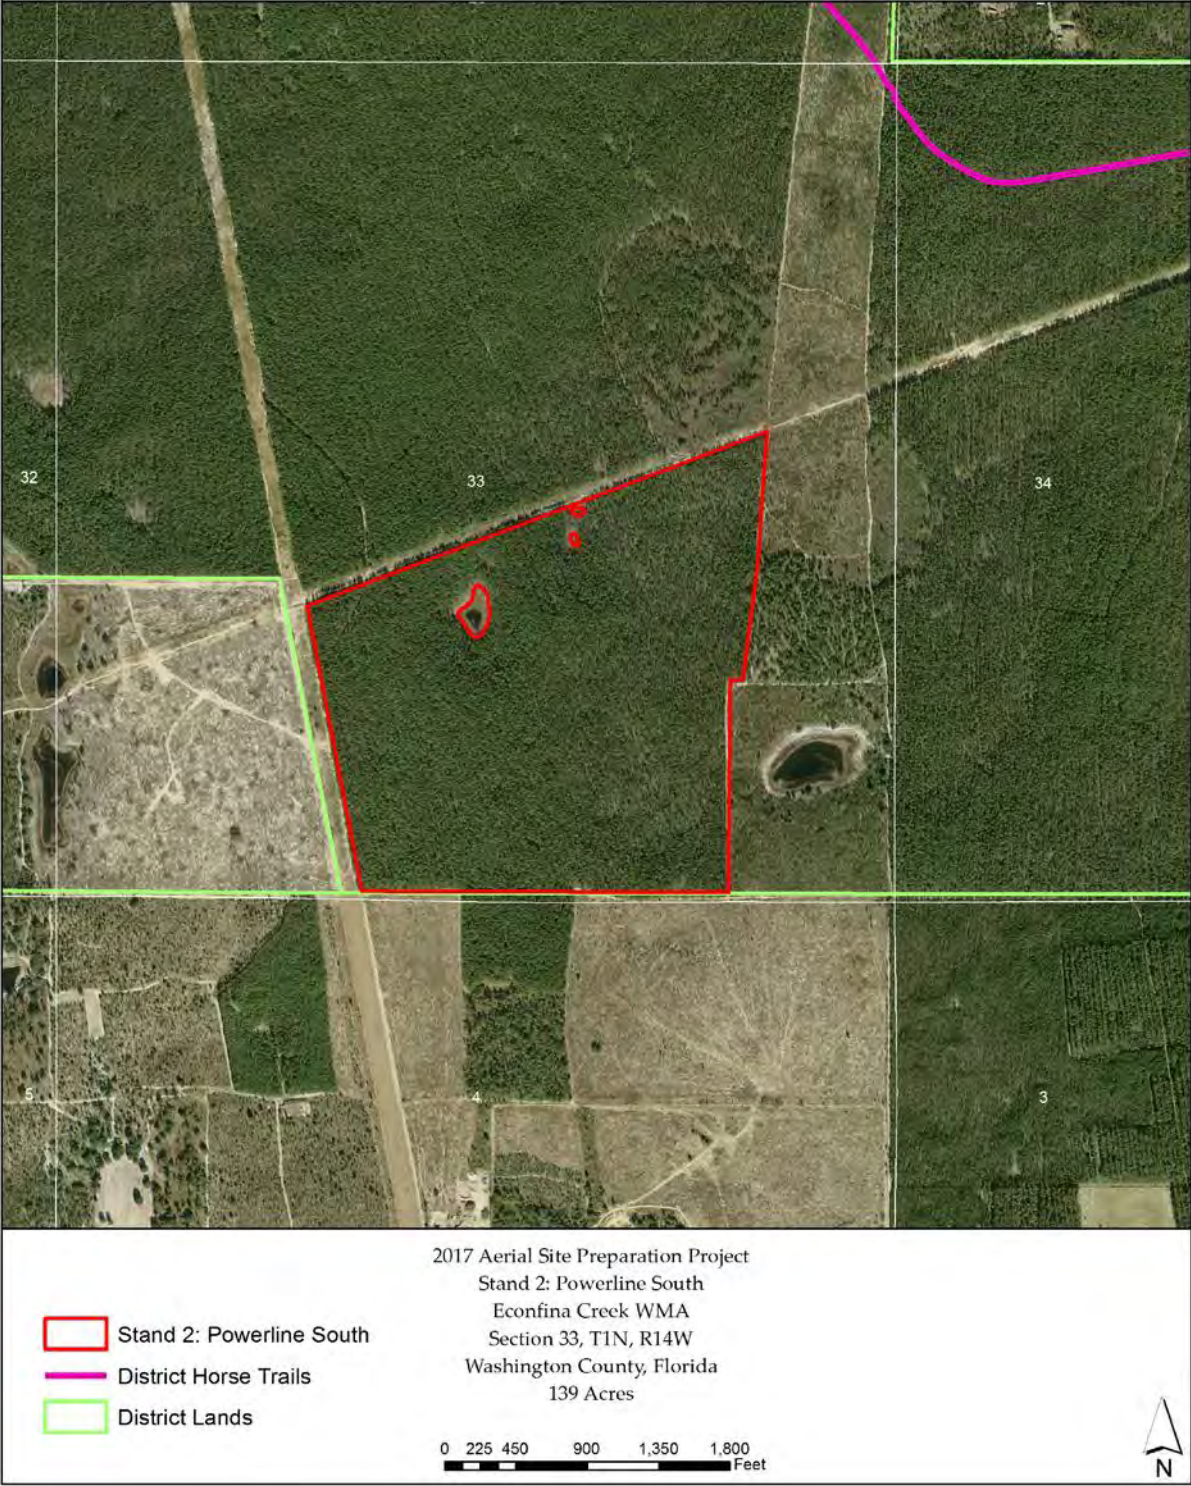 32
33
34
5
4
3
2017 Aerial Site Preparation Project
Stand 2: Powerline South
Econfina Creek WMA
Section 33, T1N, R14W
Washington County, Florida
139 Acres
Stand 2: Powerline South
District Horse Trails
District Lands
0 225 450 900 1,350 1,800
Feet
N